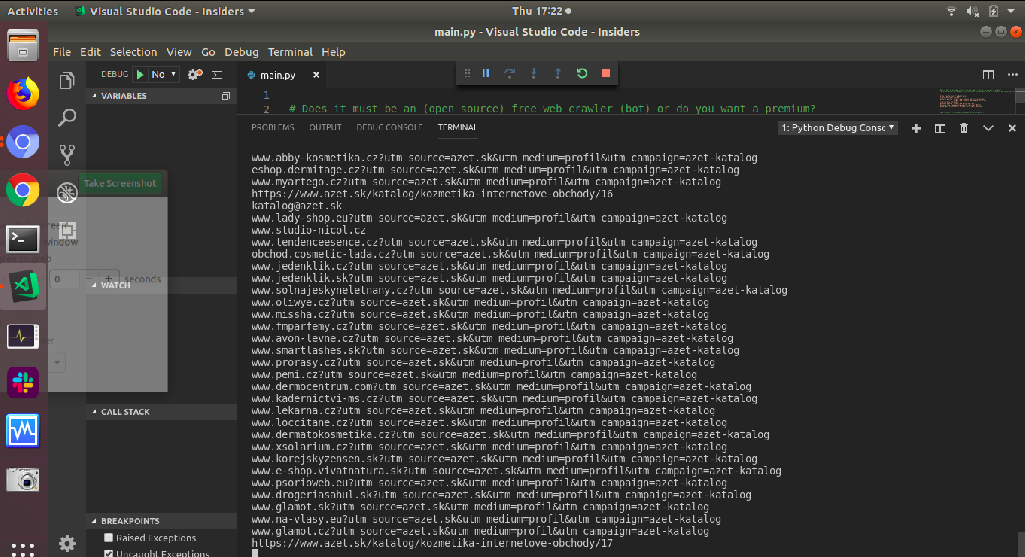 Activities
Visual Studio Code - Insiders
Thu 17:22
main.py - Visual Studio Code - Insiders
File Edit Selection View Go Debug Terminal Help
DEBUG No
main.py
VARIABLES
1
2 # Does it must be an (open source) free web crawler (bot) or do you want a premium?
PROBLEMS OUTPUT DEBUG CONSOLE TERMINAL
1: Python Debug Consc
Take Screenshot
window
0 seconds
WATCH
CALL STACK
BREAKPOINTS
Raised Exceptions
Uncaught Exceptions
www.abby-kosmetika.cz?utm_source=azet.sk&utm_medium=profil&utm_campaign=azet-katalog
eshop.dermitage.cz?utm_source=azet.sk&utm_medium=profil&utm_campaign=azet-katalog
www.myartego.cz?utm_source=azet.sk&utm_medium=profil&utm_campaign=azet-katalog
https://www.azet.sk/katalog/kozmetika-internetove-obchody/16
katalog@azet.sk
www.lady-shop.eu?utm_source=azet.sk&utm_medium=profil&utm_campaign=azet-katalog
www.studio-nicol.cz
www.tendenceesence.cz?utm_source=azet.sk&utm_medium=profil&utm_campaign=azet-katalog
obchod.cosmetic-lada.cz?utm_source=azet.sk&utm_medium=profil&utm_campaign=azet-katalog
www.jedenklik.cz?utm_source=azet.sk&utm_medium=profil&utm_campaign=azet-katalog
www.jedenklik.sk?utm_source=azet.sk&utm_medium=profil&utm_campaign=azet-katalog
www.solnajeskyneletnany.cz?utm_source=azet.sk&utm_medium=profil&utm_campaign=azet-katalog
www.oliwye.cz?utm_source=azet.sk&utm_medium=profil&utm_campaign=azet-katalog
www.missha.cz?utm_source=azet.sk&utm_medium=profil&utm_campaign=azet-katalog
www.fmparfemy.cz?utm_source=azet.sk&utm_medium=profil&utm_campaign=azet-katalog
www.avon-levne.cz?utm_source=azet.sk&utm_medium=profil&utm_campaign=azet-katalog
www.smartlashes.sk?utm_source=azet.sk&utm_medium=profil&utm_campaign=azet-katalog
www.prorasy.cz?utm_source=azet.sk&utm_medium=profil&utm_campaign=azet-katalog
www.pemi.cz?utm_source=azet.sk&utm_medium=profil&utm_campaign=azet-katalog
www.dermocentrum.com?utm_source=azet.sk&utm_medium=profil&utm_campaign=azet-katalog
www.kadernictvi-ms.cz?utm_source=azet.sk&utm_medium=profil&utm_campaign=azet-katalog
www.lekarna.cz?utm_source=azet.sk&utm_medium=profil&utm_campaign=azet-katalog
www.loccitane.cz?utm_source=azet.sk&utm_medium=profil&utm_campaign=azet-katalog
www.dermatokosmetika.cz?utm_source=azet.sk&utm_medium=profil&utm_campaign=azet-katalog
www.xsolarium.cz?utm_source=azet.sk&utm_medium=profil&utm_campaign=azet-katalog
www.korejskyzensen.sk?utm_source=azet.sk&utm_medium=profil&utm_campaign=azet-katalog
www.e-shop.vivatnatura.sk?utm_source=azet.sk&utm_medium=profil&utm_campaign=azet-katalog
www.psorioweb.eu?utm_source=azet.sk&utm_medium=profil&utm_campaign=azet-katalog
www.drogeriasahul.sk?utm_source=azet.sk&utm_medium=profil&utm_campaign=azet-katalog
www.glamot.sk?utm_source=azet.sk&utm_medium=profil&utm_campaign=azet-katalog
www.na-vlasy.eu?utm_source=azet.sk&utm_medium=profil&utm_campaign=azet-katalog
www.glamot.cz?utm_source=azet.sk&utm_medium=profil&utm_campaign=azet-katalog
https://www.azet.sk/katalog/kozmetika-internetove-obchody/17